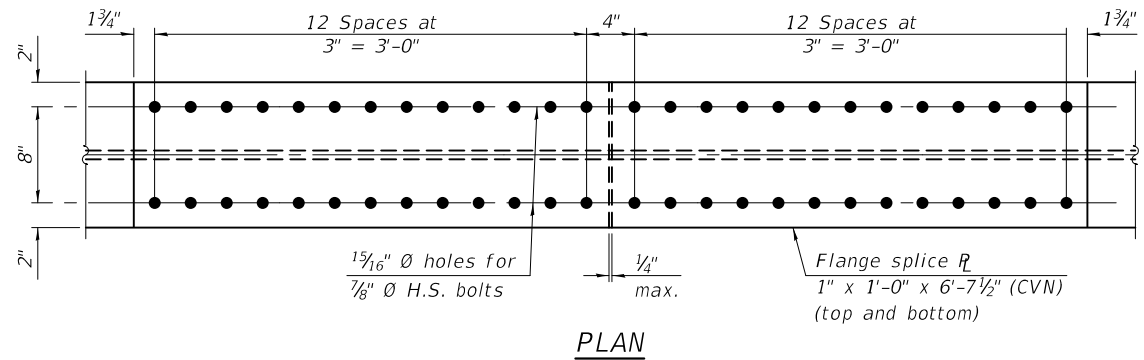 1¾"
12 Spaces at
3" = 3'-0"
4"
12 Spaces at
3" = 3'-0"
1¾"
2"
8"
2"
15/16" Ø holes for
⅞" Ø H.S. bolts
¼"
max.
Flange splice ℄
1" x 1'-0" x 6'-7½" (CVN)
(top and bottom)
PLAN